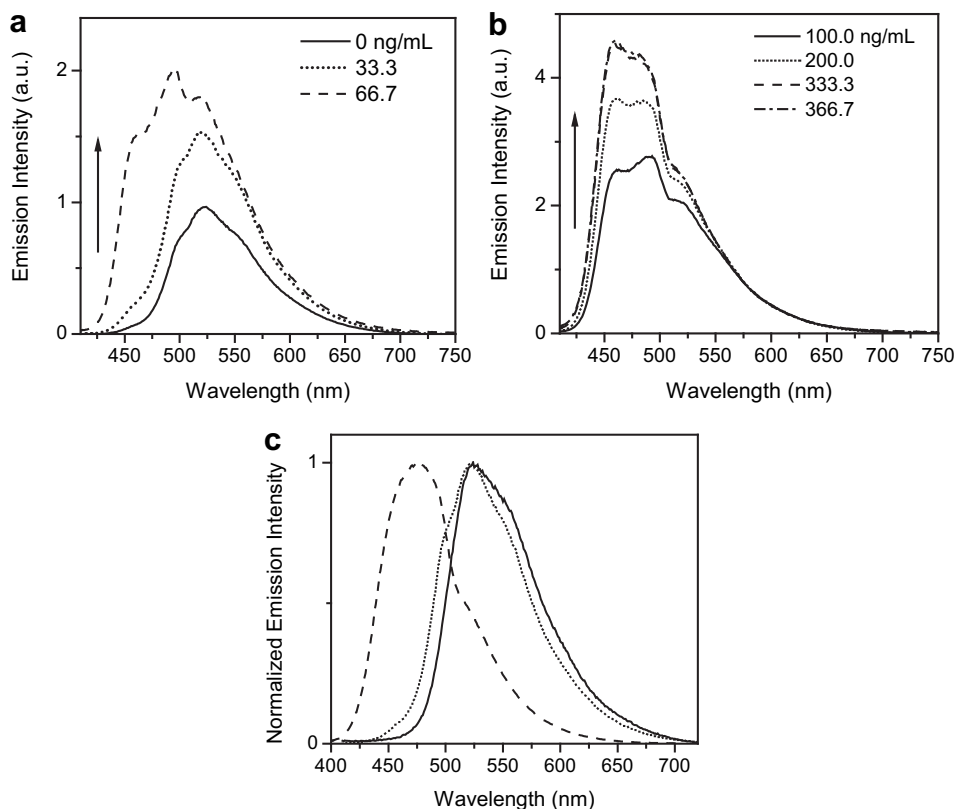 a
0 ng/mL
33.3
66.7
2
1
0
Emission Intensity (a.u.)
450 500 550 600 650 700 750
Wavelength (nm)
b
100.0 ng/mL
200.0
333.3
366.7
4
2
0
Emission Intensity (a.u.)
450 500 550 600 650 700 750
Wavelength (nm)
c
1
0
Normalized Emission Intensity
400 450 500 550 600 650 700
Wavelength (nm)